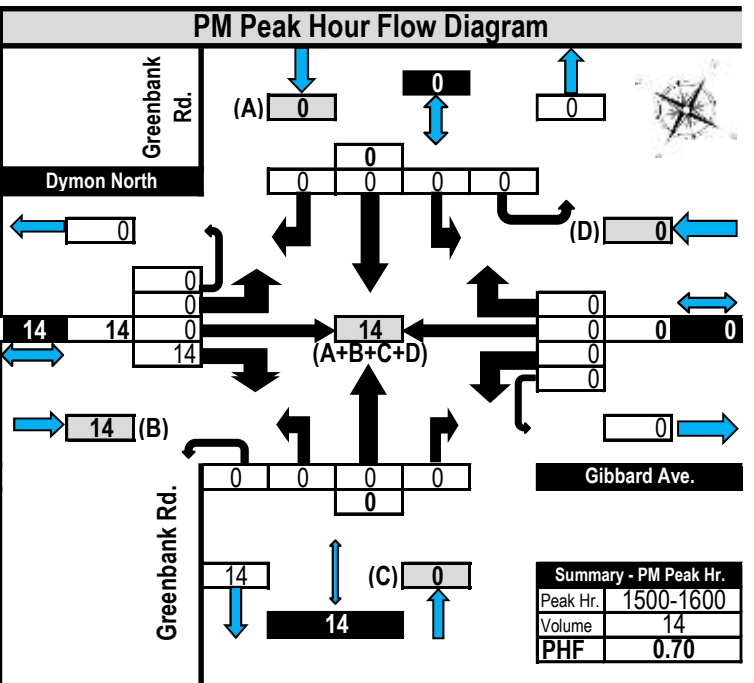 PM Peak Hour Flow Diagram
Greenbank Rd.
(A) 0
0
0
Dymon North
0
0 0 0 0
0
(D) 0
0
0
0
0
14 14 0
14
14
(A+B+C+D)
0
0 0 0
0
0
14 (B)
0
0 0 0 0
0
Gibbard Ave.
Greenbank Rd.
14
(C) 0
14
Summary - PM Peak Hr.
Peak Hr. 1500-1600
Volume 14
PHF 0.70